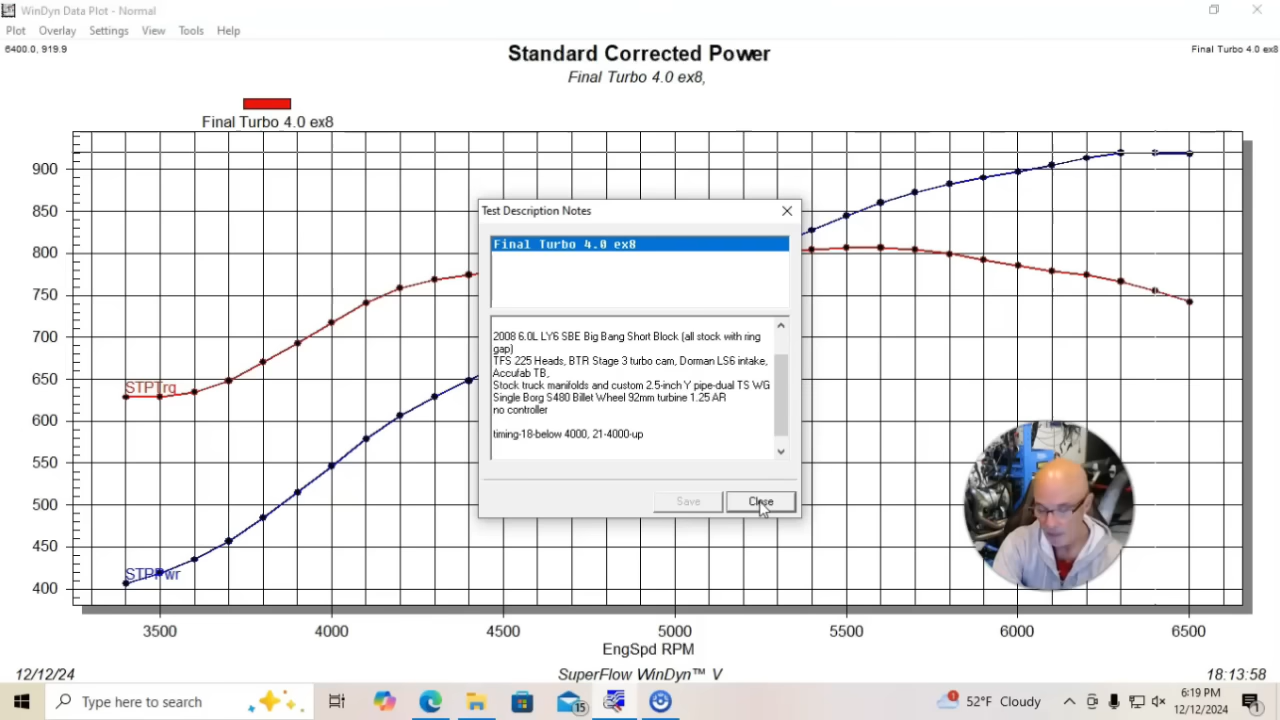 WinDyn Data Plot - Normal
Plot Overlay Settings View Tools Help
6400.0, 919.9
Standard Corrected Power
Final Turbo 4.0 ex8
Final Turbo 4.0 ex8,
Final Turbo 4.0 ex8
900
850
800
750
700
650
600
550
500
450
400
STPTrq
STPPwr
Test Description Notes
Final Turbo 4.0 ex8
2008 6.0L LY6 SBE Big Bang Short Block (all stock with ring
gap)
TFS 225 Heads, BTR Stage 3 turbo cam, Dorman LS6 intake,
Accufab TB,
Stock truck manifolds and custom 2.5-inch Y pipe-dual TS WG
Single Borg S480 Billet Wheel 92mm turbine 1.25 AR
no controller
timing-18-below 4000, 21-4000-up
Save Close
3500 4000 4500 5000 5500 6000 6500
EngSpd RPM
12/12/24
SuperFlow WinDyn™ V
18:13:58
Type here to search
15
1
52°F Cloudy
6:19 PM
12/12/2024
1